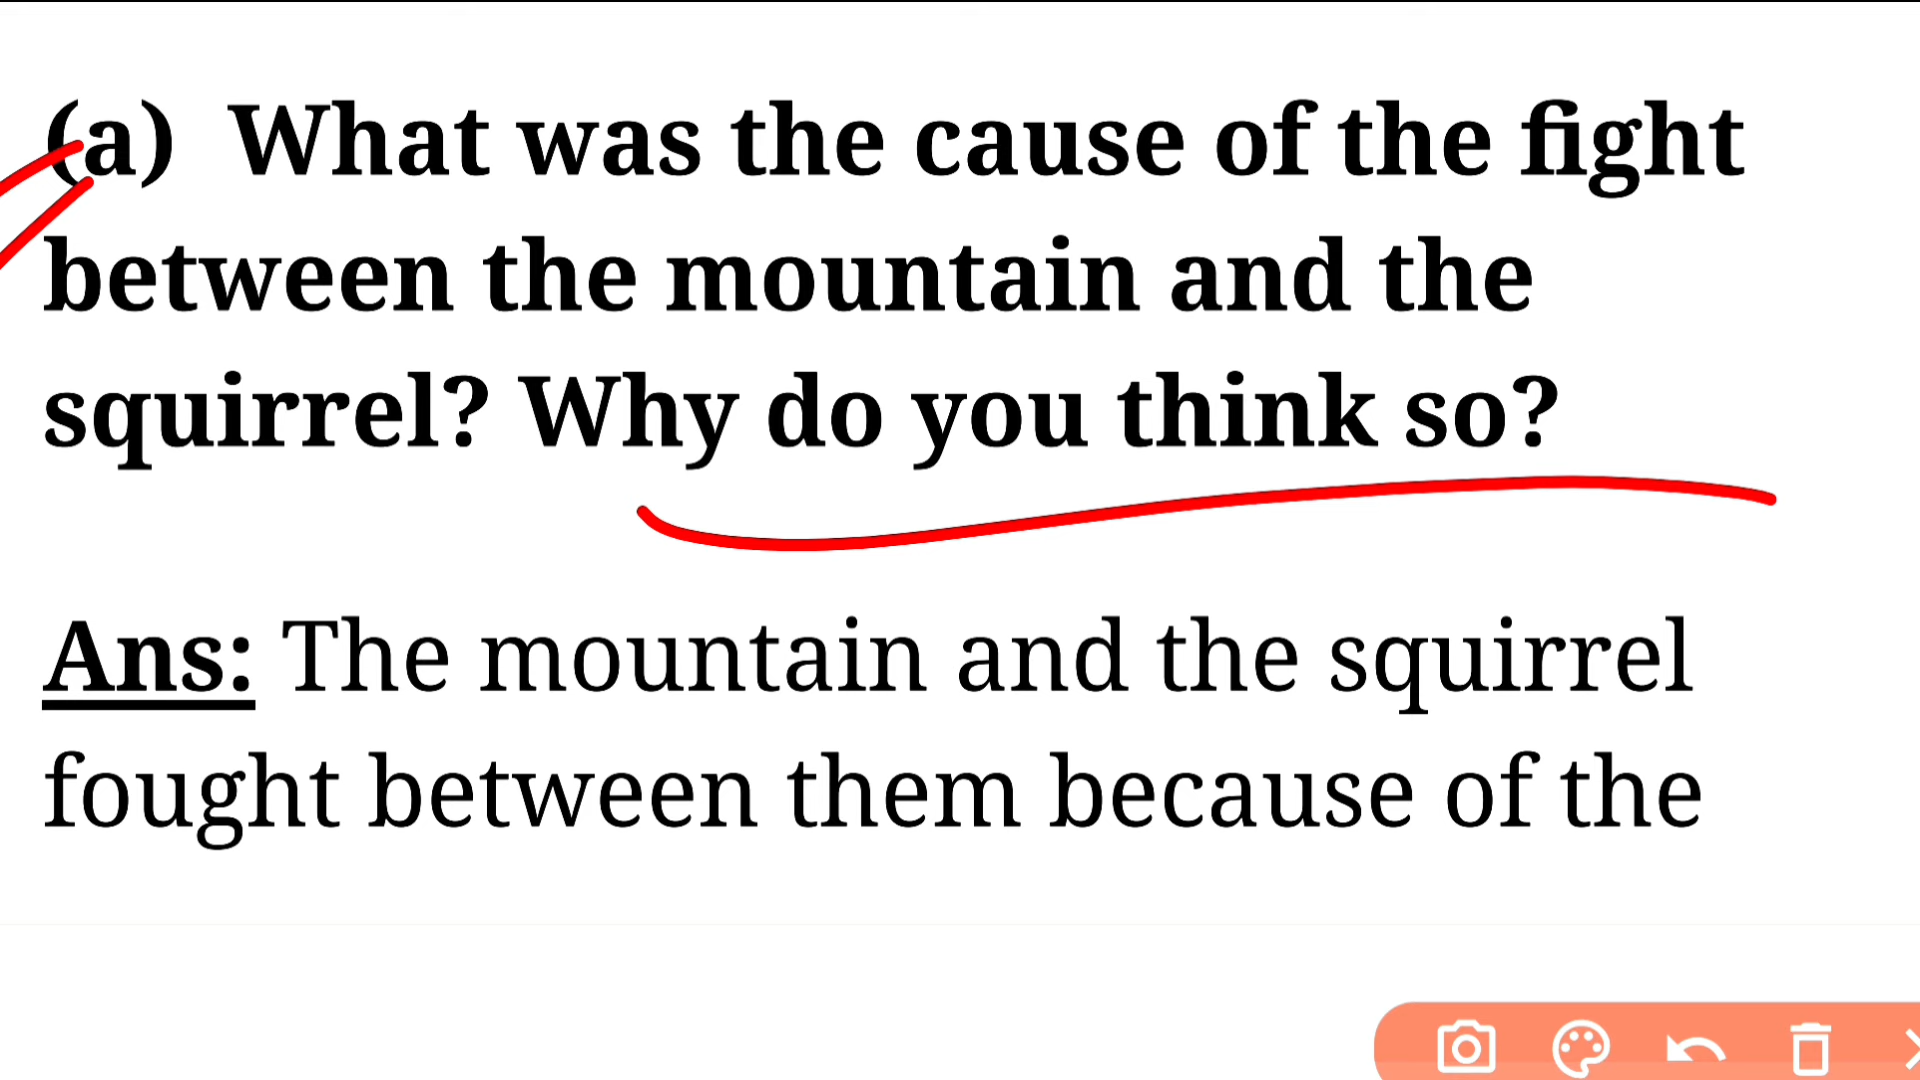 (a) What was the cause of the fight
between the mountain and the
squirrel? Why do you think so?
Ans: The mountain and the squirrel
fought between them because of the